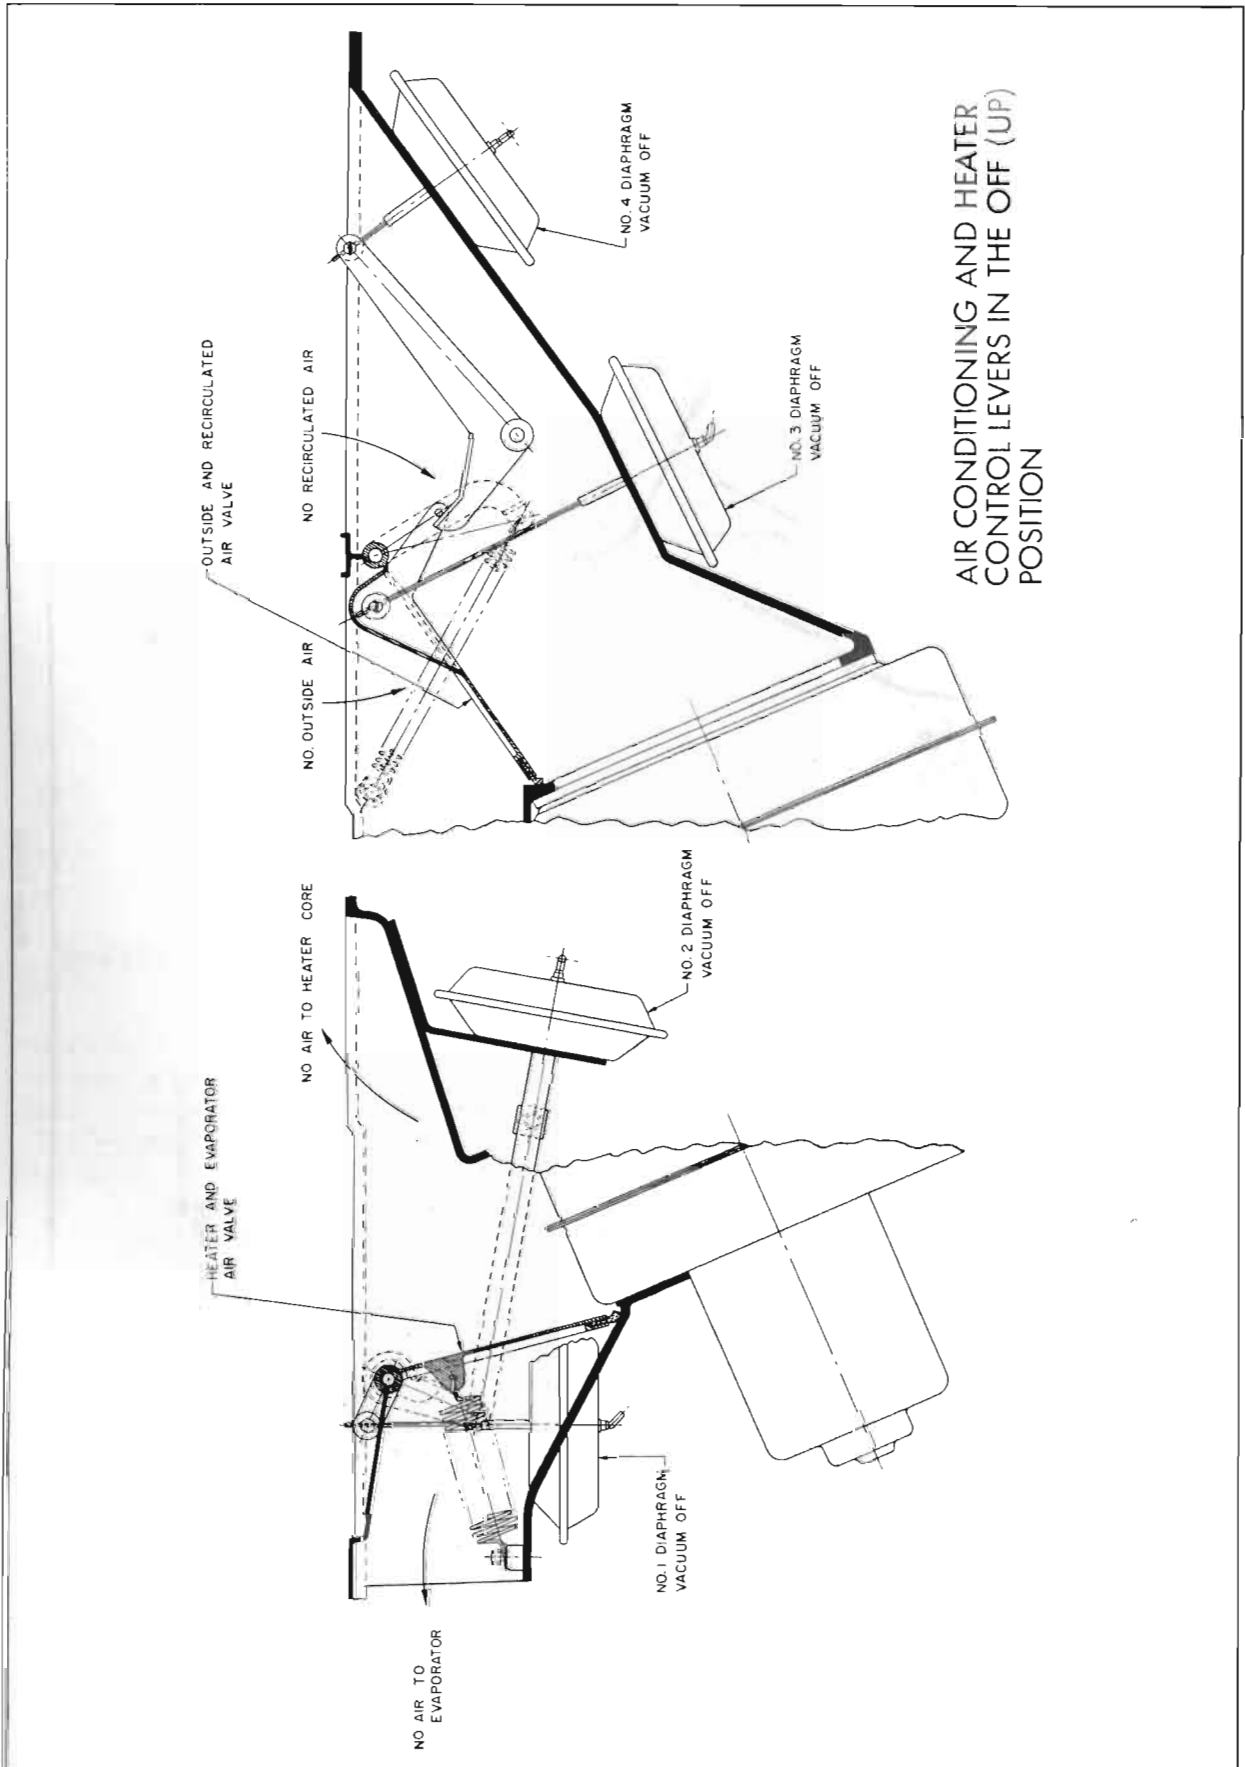 NO AIR TO
EVAPORATOR
HEATER AND EVAPORATOR
AIR VALVE
NO AIR TO HEATER CORE
NO. 1 DIAPHRAGM
VACUUM OFF
NO. 2 DIAPHRAGM
VACUUM OFF
OUTSIDE AND RECIRCULATED
AIR VALVE
NO. OUTSIDE AIR
NO RECIRCULATED AIR
NO. 3 DIAPHRAGM
VACUUM OFF
NO. 4 DIAPHRAGM
VACUUM OFF
AIR CONDITIONING AND HEATER
CONTROL LEVERS IN THE OFF (UP)
POSITION